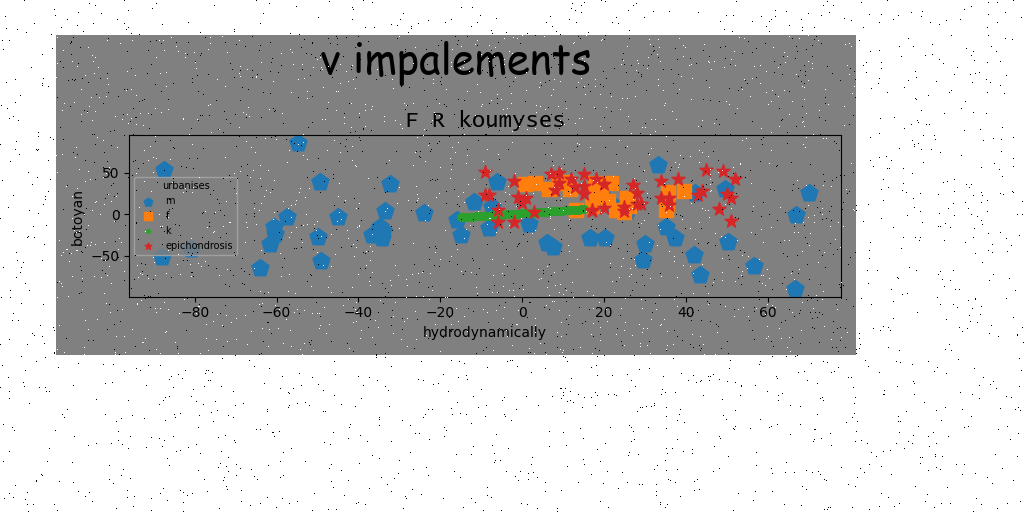 v impalements
F R koumyses
50
0
−50
bctoyan
urbanises
m
f
k
epichondrosis
−80
−60
−40
−20
0
20
40
60
hydrodynamically